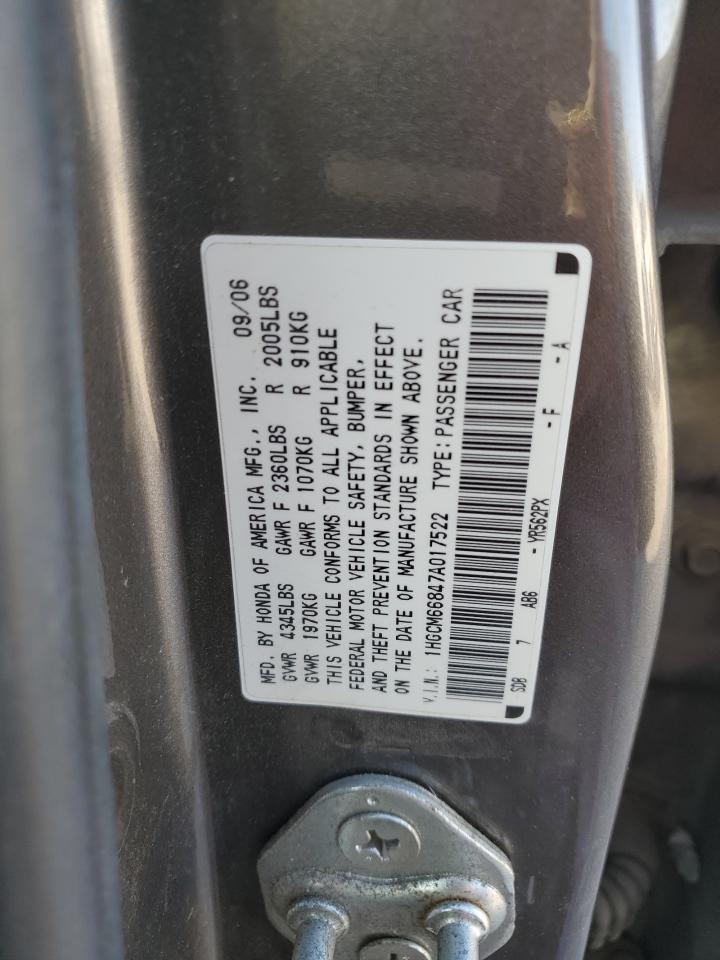 MFD. BY HONDA OF AMERICA MFG., INC. 09/06
GVWR 4345LBS GAWR F 2360LBS R 2005LBS
GVWR 1970KG GAWR F 1070KG R 910KG
THIS VEHICLE CONFORMS TO ALL APPLICABLE
FEDERAL MOTOR VEHICLE SAFETY, BUMPER,
AND THEFT PREVENTION STANDARDS IN EFFECT
ON THE DATE OF MANUFACTURE SHOWN ABOVE.
V.I.N.: 1HGCM66847A017522 TYPE:PASSENGER CAR
SDB 7 AB6 - YR562PX - F - A